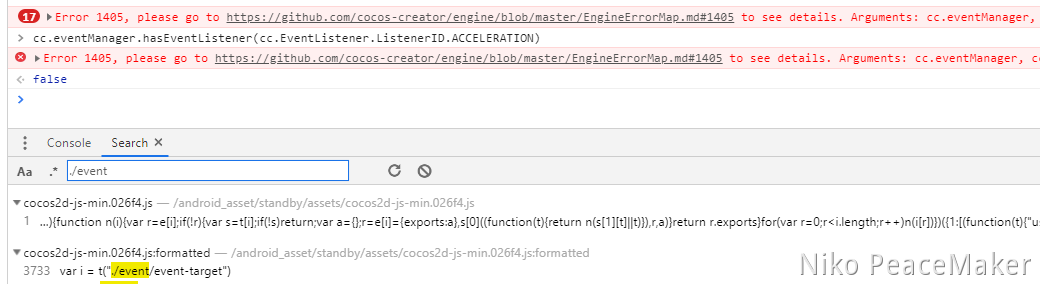 17 Error 1405, please go to https://github.com/cocos-creator/engine/blob/master/EngineErrorMap.md#1405 to see details. Arguments: cc.eventManager,
> cc.eventManager.hasEventListener(cc.EventListener.ListenerID.ACCELERATION)
Error 1405, please go to https://github.com/cocos-creator/engine/blob/master/EngineErrorMap.md#1405 to see details. Arguments: cc.eventManager, cc
false
>
Console Search
Aa .* ./event
cocos2d-js-min.026f4.js — /android_asset/standby/assets/cocos2d-js-min.026f4.js
1 ...){function n(i){var r=e[i];if(!r){var s=t[i];if(!s)return;var a={};r=e[i]={exports:a},s[0]((function(t){return n(s[1][t]||t)}),r,a)}return r.exports}for(var r=0;r<i.length;r++)n(i[r])})({1:[(function(t){"us
cocos2d-js-min.026f4.js:formatted — /android_asset/standby/assets/cocos2d-js-min.026f4.js:formatted
3733 var i = t("./event/event-target")
Niko PeaceMaker